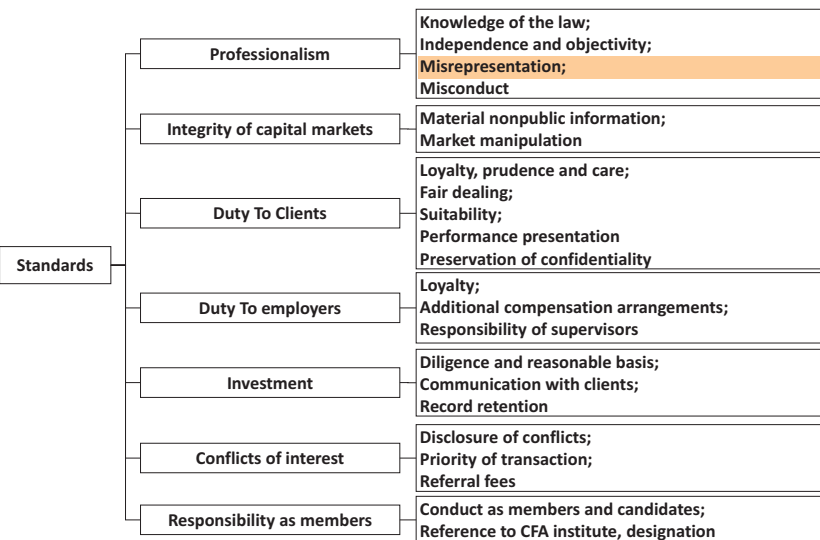 Standards
Professionalism
Knowledge of the law;
Independence and objectivity;
Misrepresentation;
Misconduct
Integrity of capital markets
Material nonpublic information;
Market manipulation
Duty To Clients
Loyalty, prudence and care;
Fair dealing;
Suitability;
Performance presentation
Preservation of confidentiality
Duty To employers
Loyalty;
Additional compensation arrangements;
Responsibility of supervisors
Investment
Diligence and reasonable basis;
Communication with clients;
Record retention
Conflicts of interest
Disclosure of conflicts;
Priority of transaction;
Referral fees
Responsibility as members
Conduct as members and candidates;
Reference to CFA institute, designation